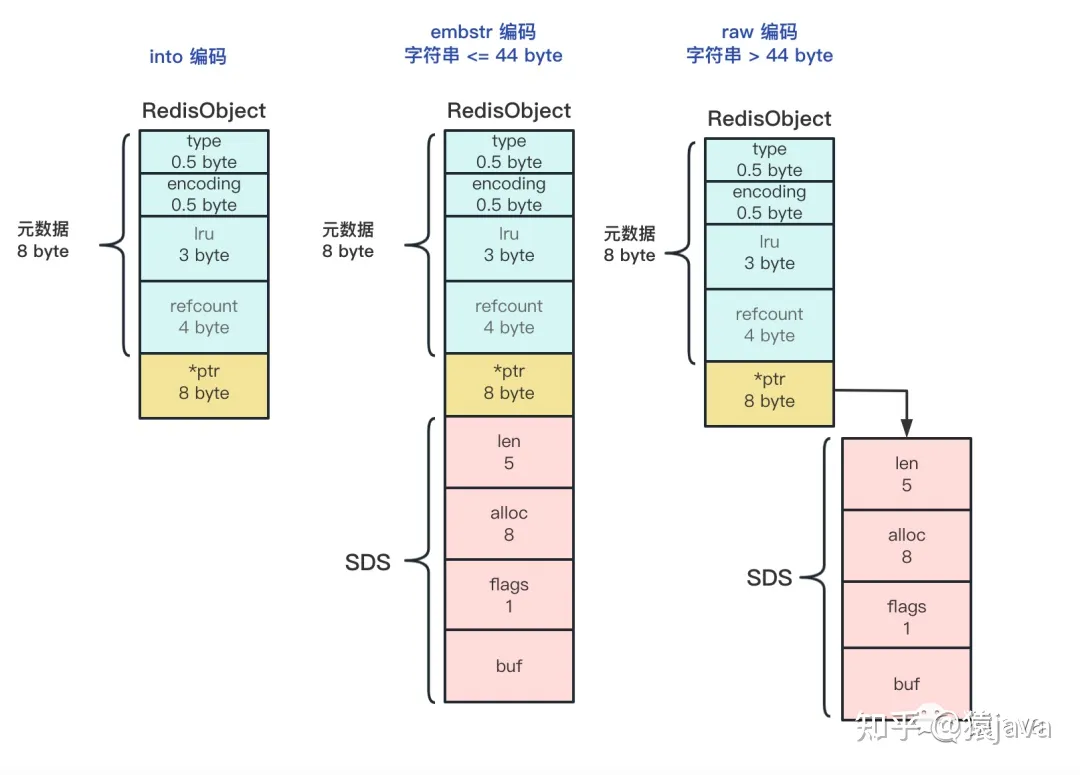 into 编码
RedisObject
type
0.5 byte
encoding
0.5 byte
lru
3 byte
refcount
4 byte
*ptr
8 byte
元数据
8 byte
embstr 编码
字符串 <= 44 byte
RedisObject
type
0.5 byte
encoding
0.5 byte
lru
3 byte
refcount
4 byte
*ptr
8 byte
元数据
8 byte
len
5
alloc
8
flags
1
buf
SDS
raw 编码
字符串 > 44 byte
RedisObject
type
0.5 byte
encoding
0.5 byte
lru
3 byte
refcount
4 byte
*ptr
8 byte
元数据
8 byte
len
5
alloc
8
flags
1
buf
SDS
知乎 @猿java